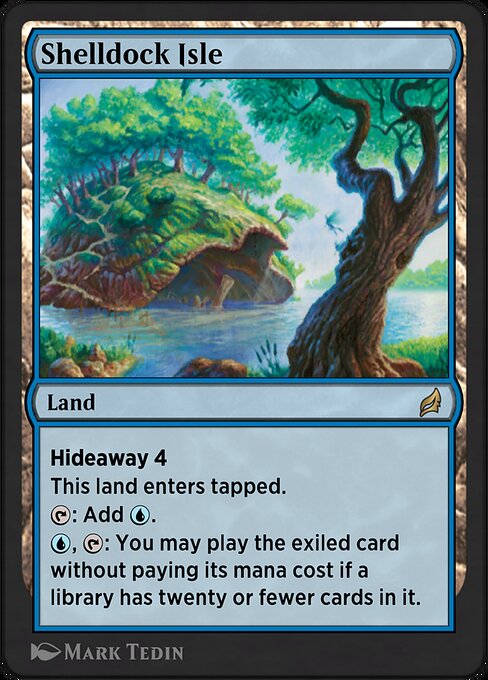 Shelldock Isle
Land
Hideaway 4
This land enters tapped.
: Add .
, : You may play the exiled card
without paying its mana cost if a
library has twenty or fewer cards in it.
Mark Tedin